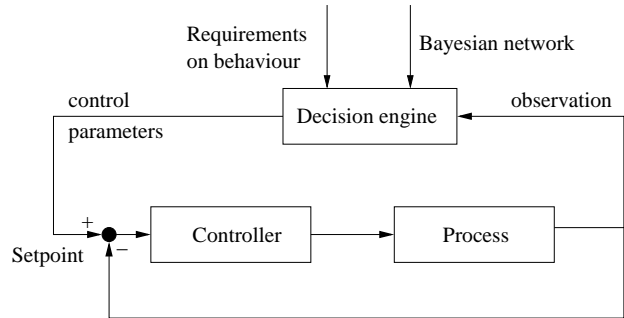 Requirements
on behaviour
Bayesian network
control
parameters
Decision engine
observation
+
Setpoint
−
Controller
Process